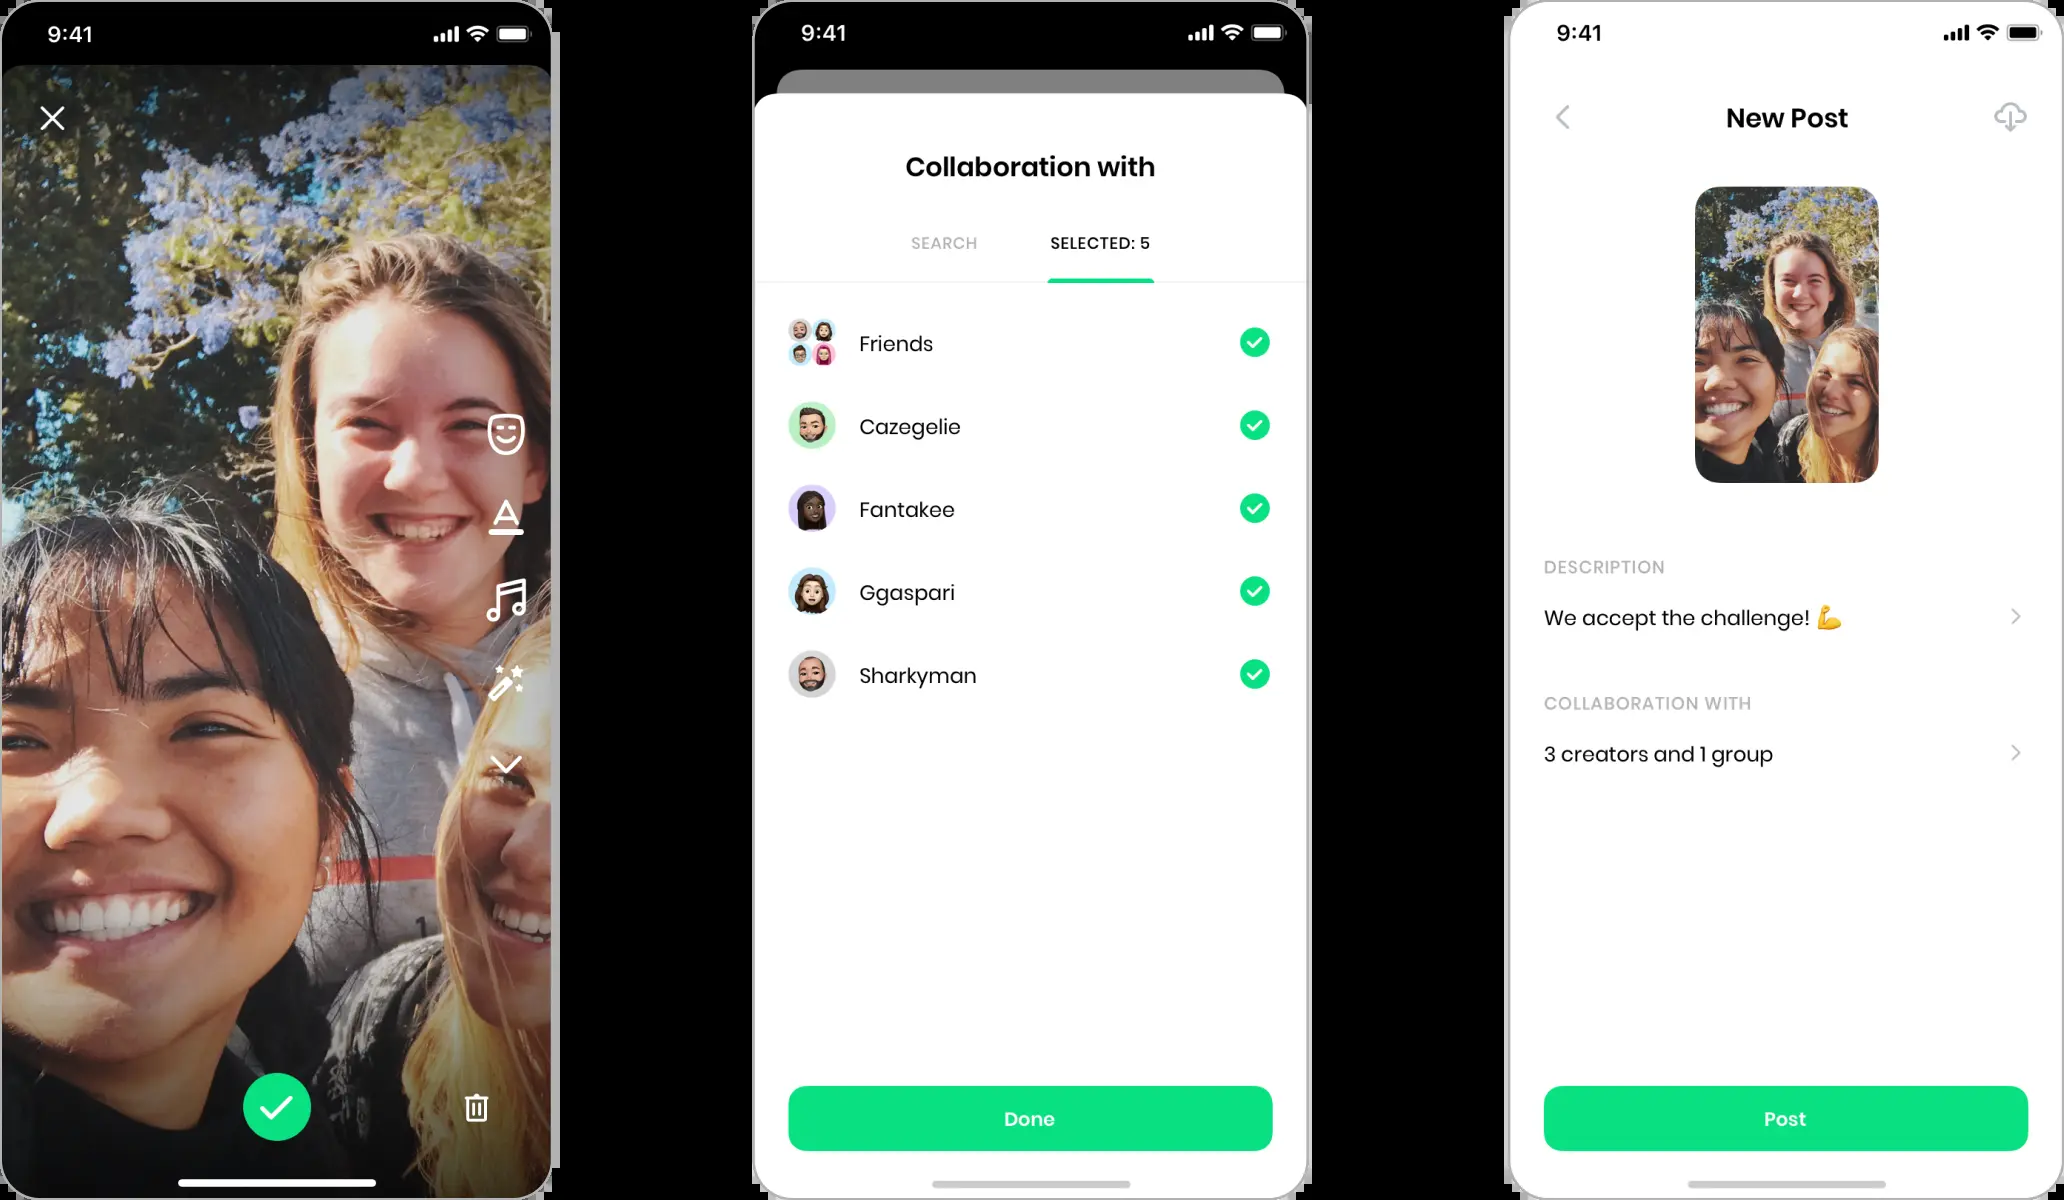 9:41
9:41
Collaboration with
SEARCH SELECTED: 5
Friends
Cazegelie
Fantakee
Ggaspari
Sharkyman
Done
9:41
New Post
DESCRIPTION
We accept the challenge! 💪
COLLABORATION WITH
3 creators and 1 group
Post